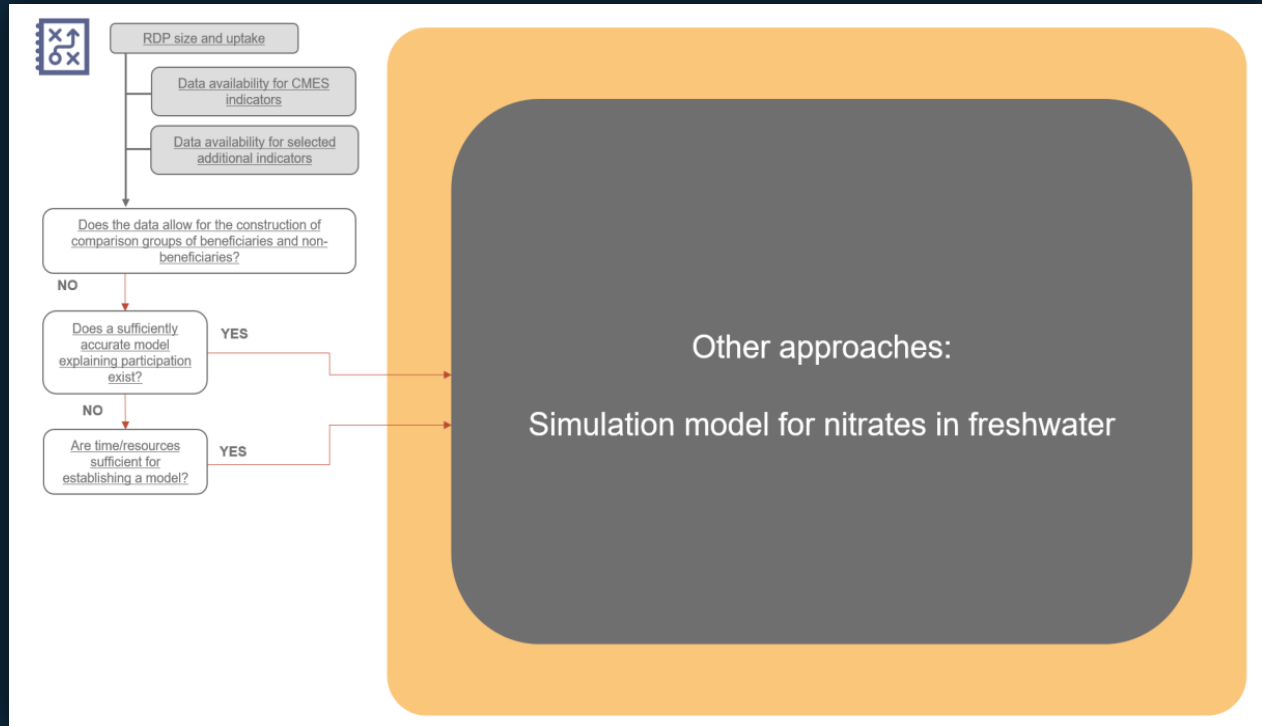 RDP size and uptake
Data availability for CMES
indicators
Data availability for selected
additional indicators
Does the data allow for the construction of
comparison groups of beneficiaries and non-
beneficiaries?
NO
Does a sufficiently
accurate model
explaining participation
exist?
YES
NO
Are time/resources
sufficient for
establishing a model?
YES
Other approaches:
Simulation model for nitrates in freshwater